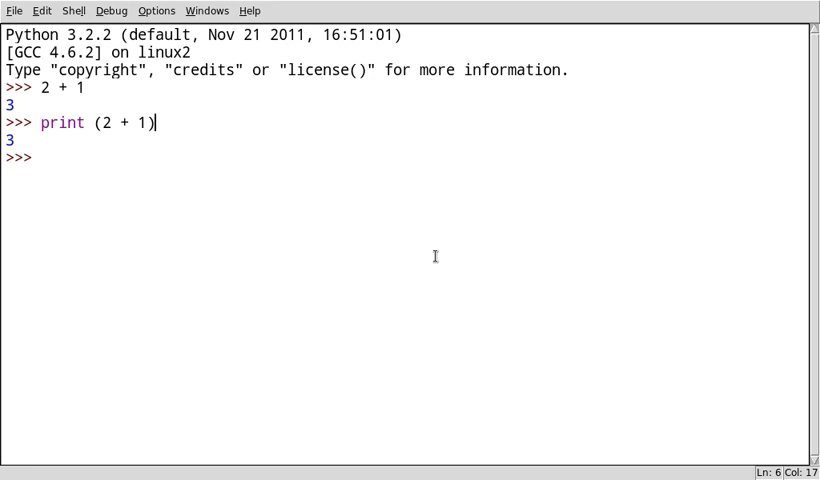 File Edit Shell Debug Options Windows Help
Python 3.2.2 (default, Nov 21 2011, 16:51:01)
[GCC 4.6.2] on linux2
Type "copyright", "credits" or "license()" for more information.
>>> 2 + 1
3
>>> print (2 + 1)
3
>>>
Ln: 6 Col: 17